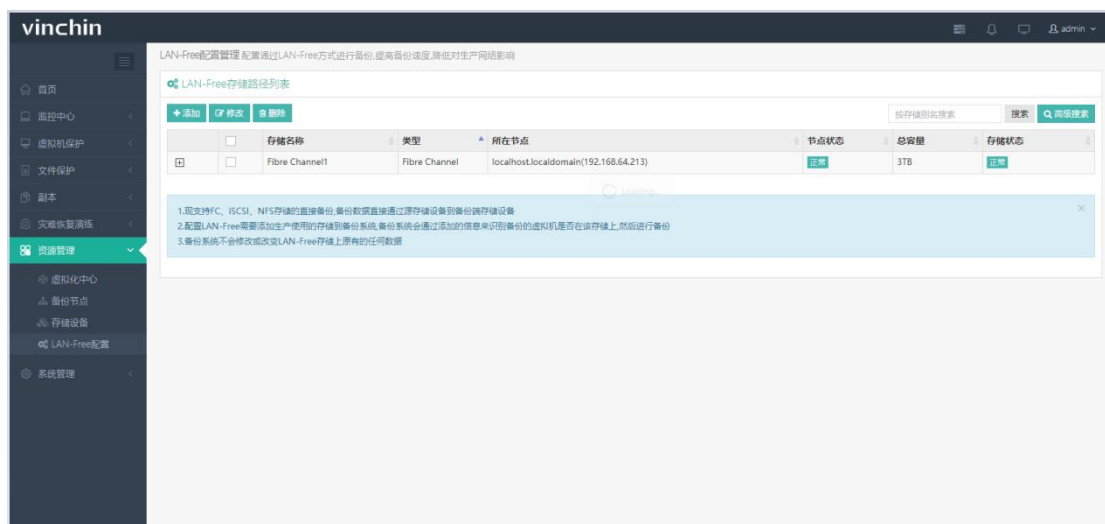 vinchin
admin
LAN-Free配置管理 配置通过LAN-Free方式进行备份,提高备份速度,降低对生产网络影响
首页
监控中心
虚拟机保护
文件保护
副本
灾难恢复演练
资源管理
虚拟化中心
备份节点
存储设备
LAN-Free配置
系统管理
LAN-Free存储路径列表
添加 修改 删除 按存储别名搜索 搜索 高级搜索
存储名称 类型 所在节点 节点状态 总容量 存储状态
Fibre Channel1 Fibre Channel localhost.localdomain(192.168.64.213) 正常 3TB 正常
Loading...
1.现支持FC、iSCSI、NFS存储的直接备份,备份数据直接通过源存储设备到备份端存储设备
2.配置LAN-Free需要添加生产使用的存储到备份系统,备份系统会通过添加的信息来识别备份的虚拟机是否在该存储上,然后进行备份
3.备份系统不会修改或改变LAN-Free存储上原有的任何数据